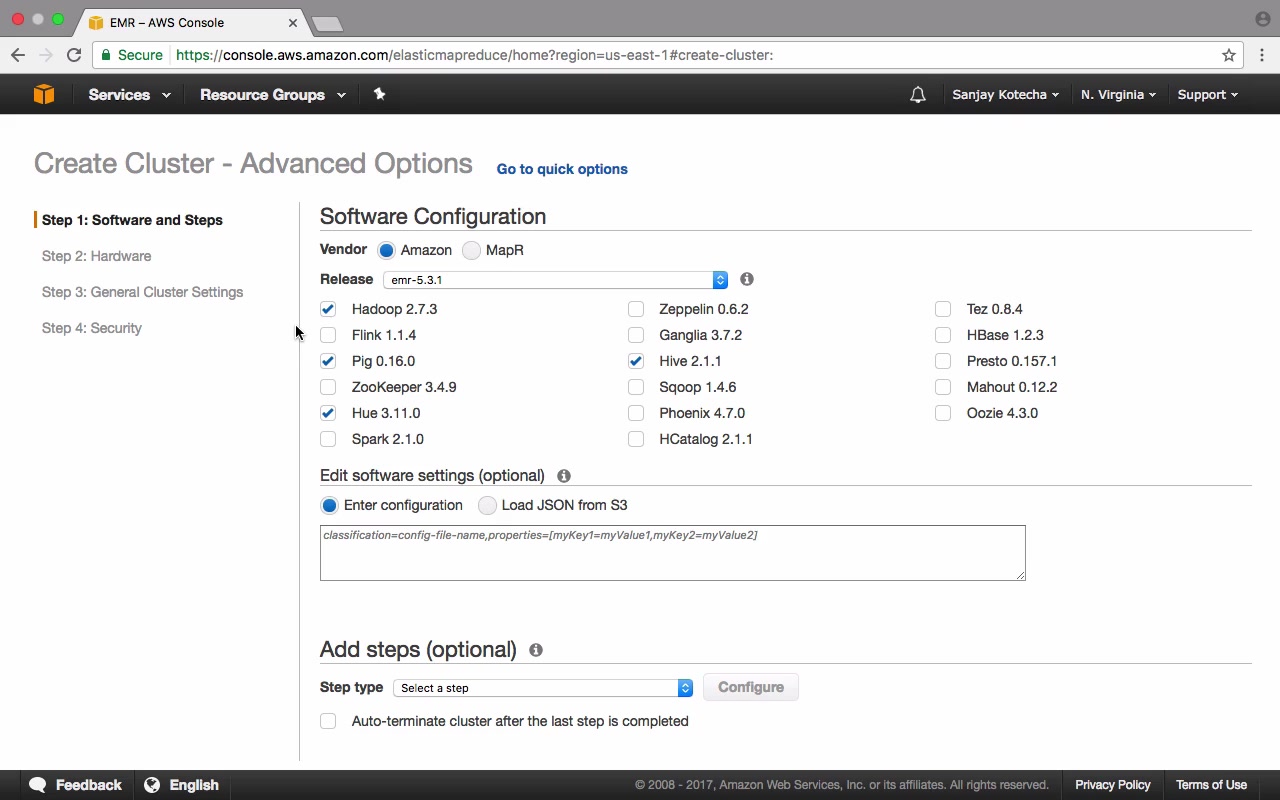 EMR – AWS Console
Secure https://console.aws.amazon.com/elasticmapreduce/home?region=us-east-1#create-cluster:
Services Resource Groups Sanjay Kotecha N. Virginia Support
Create Cluster - Advanced Options Go to quick options
Step 1: Software and Steps
Step 2: Hardware
Step 3: General Cluster Settings
Step 4: Security
Software Configuration
Vendor Amazon MapR
Release emr-5.3.1
Hadoop 2.7.3 Zeppelin 0.6.2 Tez 0.8.4
Flink 1.1.4 Ganglia 3.7.2 HBase 1.2.3
Pig 0.16.0 Hive 2.1.1 Presto 0.157.1
ZooKeeper 3.4.9 Sqoop 1.4.6 Mahout 0.12.2
Hue 3.11.0 Phoenix 4.7.0 Oozie 4.3.0
Spark 2.1.0 HCatalog 2.1.1
Edit software settings (optional)
Enter configuration Load JSON from S3
classification=config-file-name,properties=[myKey1=myValue1,myKey2=myValue2]
Add steps (optional)
Step type Select a step Configure
Auto-terminate cluster after the last step is completed
Feedback English © 2008 - 2017, Amazon Web Services, Inc. or its affiliates. All rights reserved. Privacy Policy Terms of Use